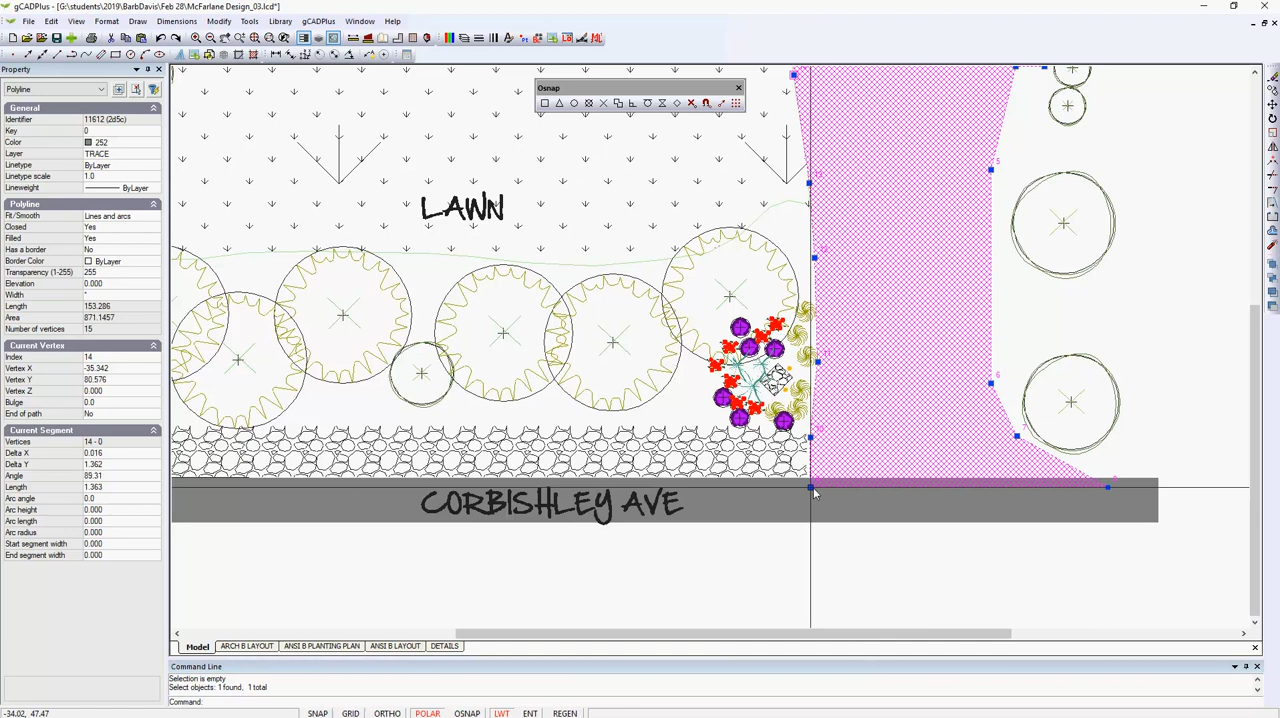 gCADPlus - [G:\students\2019\BarbDavis\Feb 28\McFarlane Design_03.lcd*]
File Edit View Format Draw Dimensions Modify Tools Library gCADPlus Window Help
Property
Polyline
General
Identifier 11612 (2d5c)
Key 0
Color 252
Layer TRACE
Linetype ByLayer
Linetype scale 1.0
Lineweight ByLayer
Polyline
Fit/Smooth Lines and arcs
Closed Yes
Filled Yes
Has a border No
Border Color ByLayer
Transparency (1-255) 255
Elevation 0.000
Width "
Length 153.286
Area 871.1457
Number of vertices 15
Current Vertex
Index 14
Vertex X -35.342
Vertex Y 80.576
Vertex Z 0.000
Bulge 0.0
End of path No
Current Segment
Vertices 14 - 0
Delta X 0.016
Delta Y 1.362
Angle 89.31
Length 1.363
Arc angle 0.0
Arc height 0.000
Arc length 0.000
Arc radius 0.000
Start segment width 0.000
End segment width 0.000
Osnap
LAWN
CORBISHLEY AVE
13
12
11
10
5
6
7
Model ARCH B LAYOUT ANSI B PLANTING PLAN ANSI B LAYOUT DETAILS
Command Line
Selection is empty
Select objects: 1 found, 1 total
Command:
-34.02, 47.47 SNAP GRID ORTHO POLAR OSNAP LWT ENT REGEN